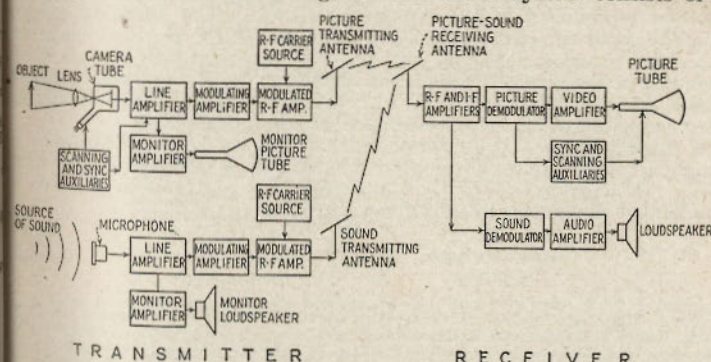 PICTURE
TRANSMITTING
ANTENNA
PICTURE-SOUND
RECEIVING
ANTENNA
R-F CARRIER
SOURCE
CAMERA
TUBE
OBJECT
LENS
LINE
AMPLIFIER
MODULATING
AMPLIFIER
MODULATED
R-F AMP.
MONITOR
AMPLIFIER
MONITOR
PICTURE
TUBE
SCANNING
AND SYNC
AUXILIARIES
R-F AND I-F
AMPLIFIERS
PICTURE
DEMODULATOR
VIDEO
AMPLIFIER
PICTURE
TUBE
SYNC AND
SCANNING
AUXILIARIES
R-F CARRIER
SOURCE
SOURCE
OF SOUND
MICROPHONE
LINE
AMPLIFIER
MODULATING
AMPLIFIER
MODULATED
R-F AMP.
SOUND
TRANSMITTING
ANTENNA
MONITOR
AMPLIFIER
MONITOR
LOUDSPEAKER
SOUND
DEMODULATOR
AUDIO
AMPLIFIER
LOUDSPEAKER
TRANSMITTER
RECEIVER